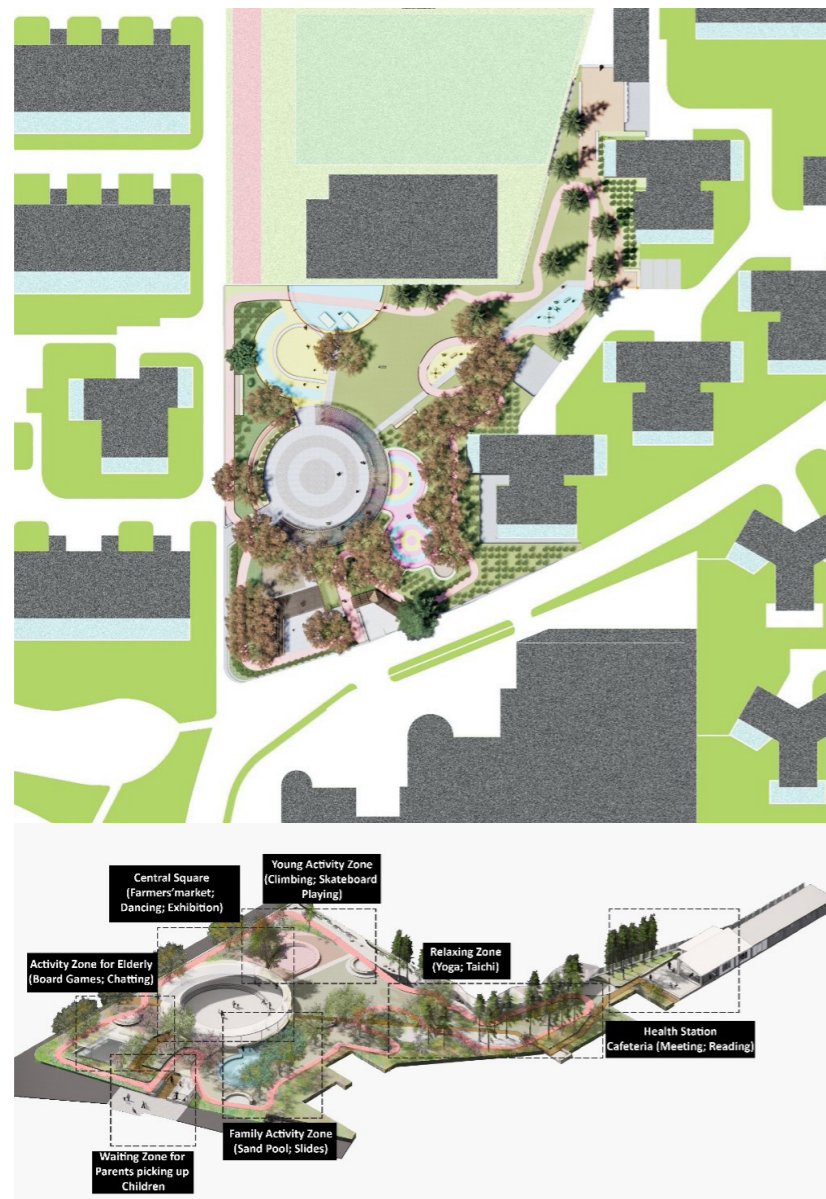 Young Activity Zone
(Climbing; Skateboard
Playing)
Central Square
(Farmers'market;
Dancing; Exhibition)
Relaxing Zone
(Yoga; Taichi)
Activity Zone for Elderly
(Board Games; Chatting)
Health Station
Cafeteria (Meeting; Reading)
Family Activity Zone
(Sand Pool; Slides)
Waiting Zone for
Parents picking up
Children